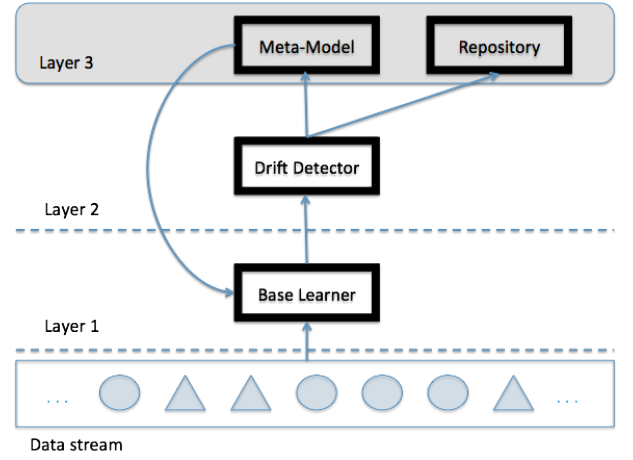 Meta-Model
Repository
Layer 3
Drift Detector
Layer 2
Base Learner
Layer 1
...
...
Data stream